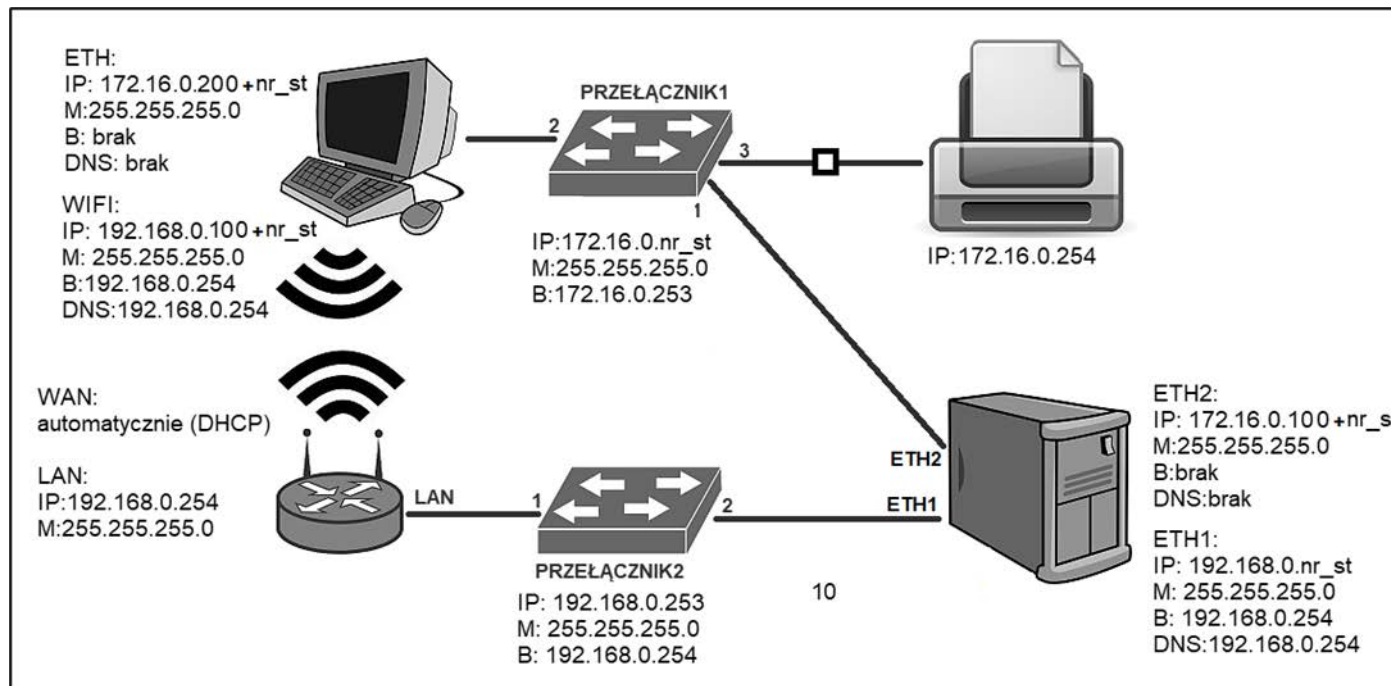 ETH:
IP: 172.16.0.200 +nr_st
M:255.255.255.0
B: brak
DNS: brak
WIFI:
IP: 192.168.0.100 +nr_st
M: 255.255.255.0
B:192.168.0.254
DNS:192.168.0.254
PRZEŁĄCZNIK1
2
3
1
IP:172.16.0.nr_st
M:255.255.255.0
B:172.16.0.253
IP:172.16.0.254
WAN:
automatycznie (DHCP)
LAN:
IP:192.168.0.254
M:255.255.255.0
LAN
1
2
PRZEŁĄCZNIK2
IP: 192.168.0.253
M: 255.255.255.0
B: 192.168.0.254
10
ETH2
ETH1
ETH2:
IP: 172.16.0.100 +nr_s
M:255.255.255.0
B:brak
DNS:brak
ETH1:
IP: 192.168.0.nr_st
M: 255.255.255.0
B: 192.168.0.254
DNS:192.168.0.254